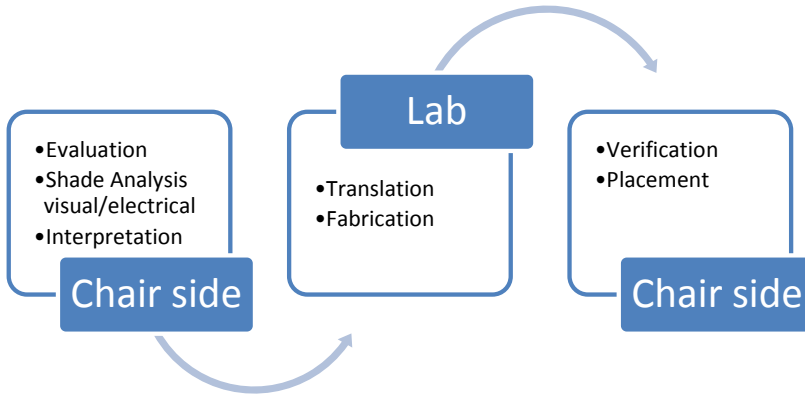 •Evaluation
•Shade Analysis
visual/electrical
•Interpretation
Chair side
Lab
•Translation
•Fabrication
•Verification
•Placement
Chair side